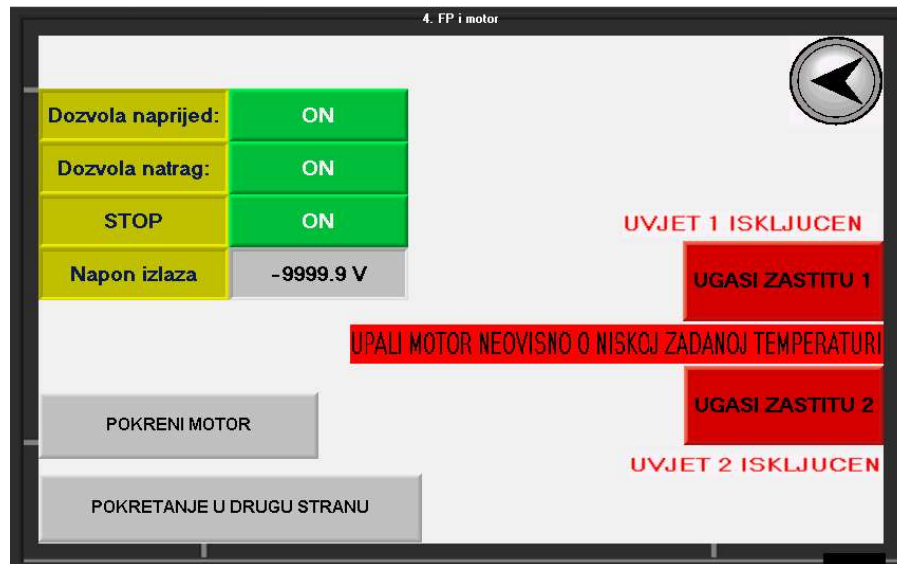 4. FP i motor
Dozvola naprijed: ON
Dozvola natrag: ON
STOP ON
Napon izlaza -9999.9 V
UVJET 1 ISKLJUCEN
UGASI ZASTITU 1
UPALI MOTOR NEOVISNO O NISKOJ ZADANOJ TEMPERATURI
UGASI ZASTITU 2
UVJET 2 ISKLJUCEN
POKRENI MOTOR
POKRETANJE U DRUGU STRANU